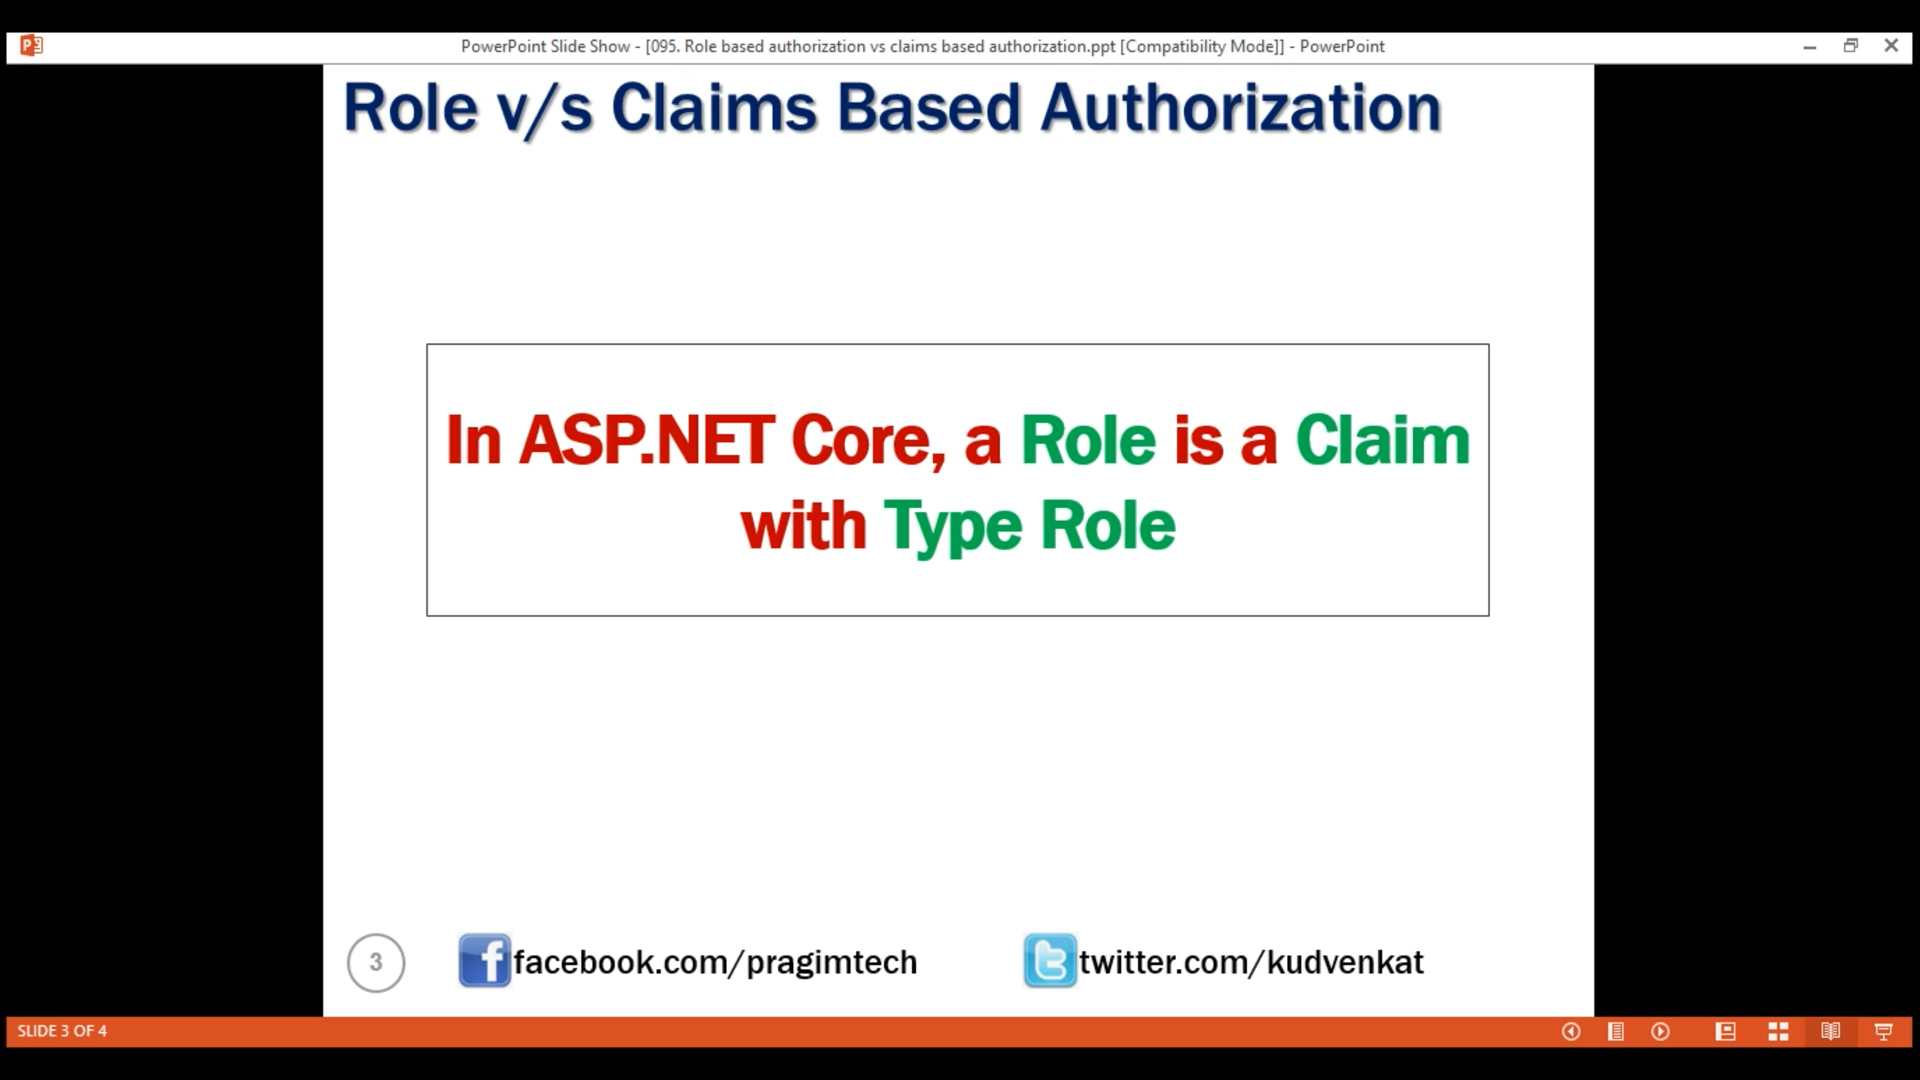 PowerPoint Slide Show - [095. Role based authorization vs claims based authorization.ppt [Compatibility Mode]] - PowerPoint
Role v/s Claims Based Authorization
In ASP.NET Core, a Role is a Claim
with Type Role
3
facebook.com/pragimtech
twitter.com/kudvenkat
SLIDE 3 OF 4